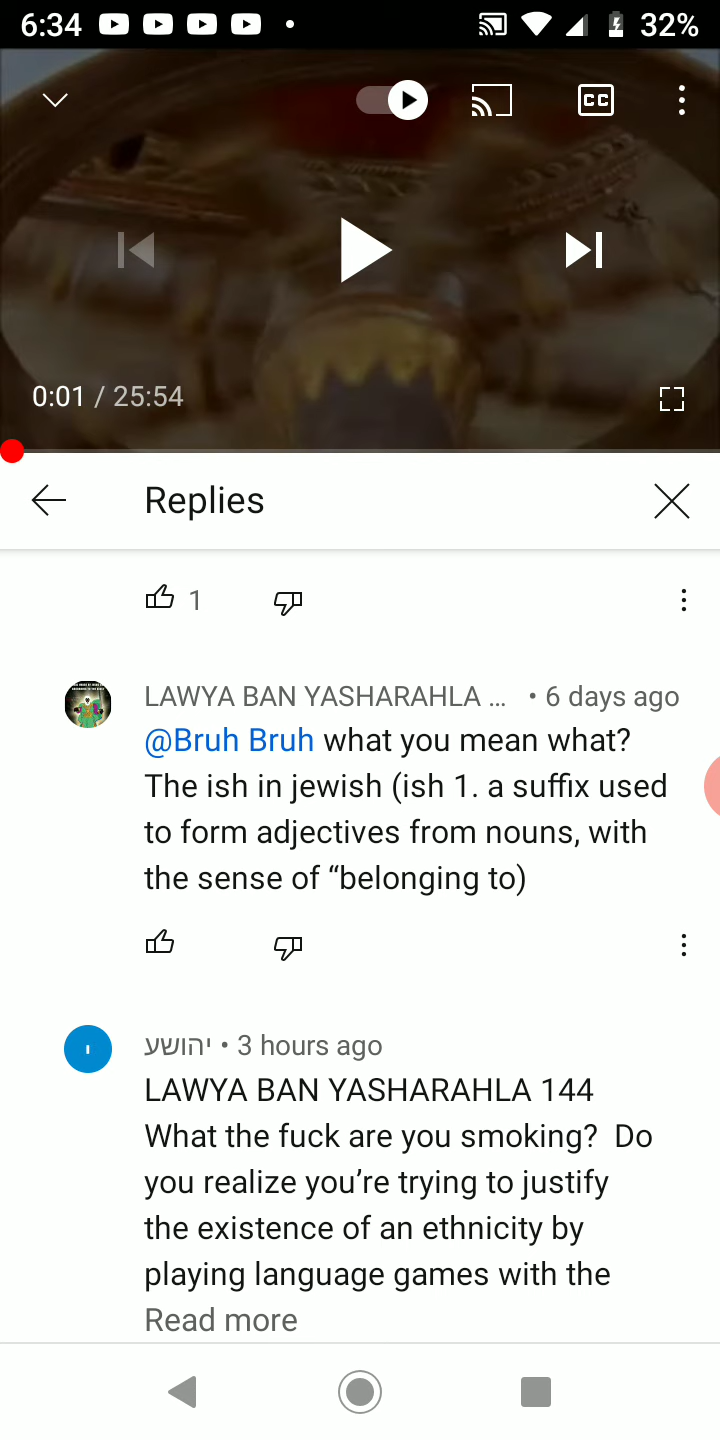 6:34 32%
CC
0:01 / 25:54
Replies
1
LAWYA BAN YASHARAHLA ... • 6 days ago
@Bruh Bruh what you mean what?
The ish in jewish (ish 1. a suffix used
to form adjectives from nouns, with
the sense of “belonging to)
יהושע • 3 hours ago
LAWYA BAN YASHARAHLA 144
What the fuck are you smoking?  Do
you realize you’re trying to justify
the existence of an ethnicity by
playing language games with the
Read more